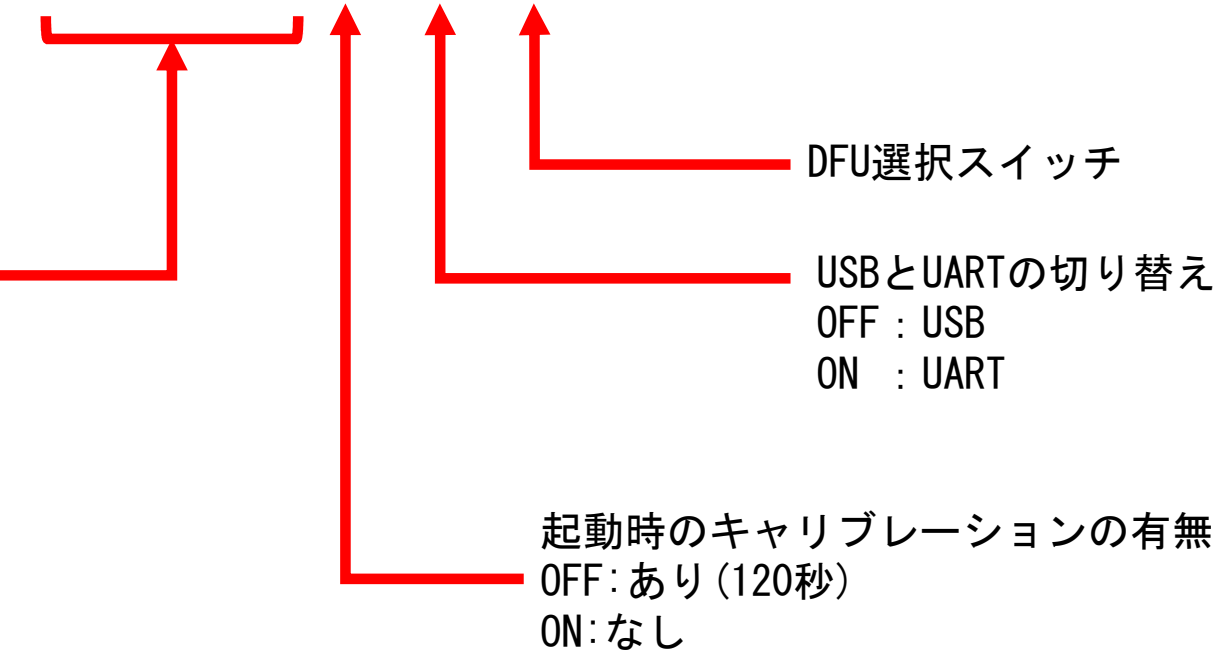 DFU選択スイッチ
USBとUARTの切り替え
OFF：USB
ON ：UART
起動時のキャリブレーションの有無
OFF:あり(120秒)
ON:なし